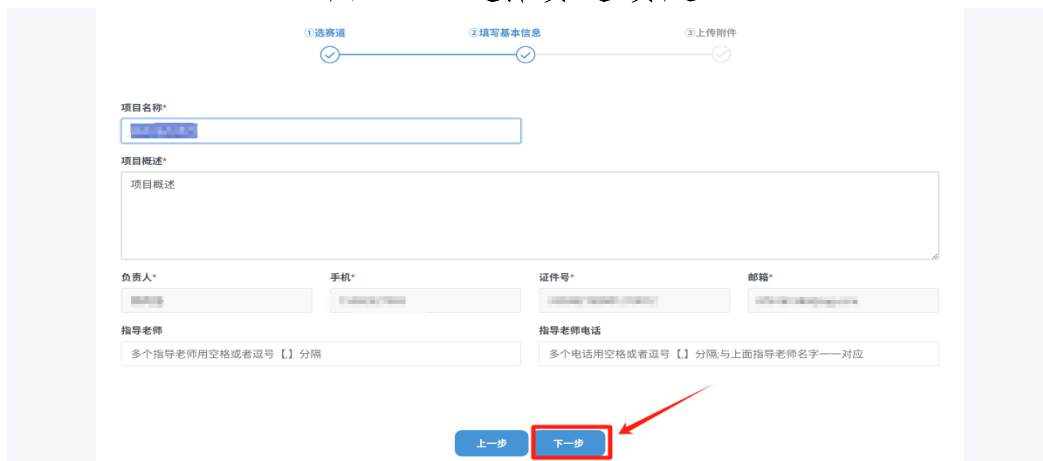 ①选赛道 ②填写基本信息 ③上传附件
项目名称*
项目概述*
项目概述
负责人* 手机* 证件号* 邮箱*
指导老师 指导老师电话
多个指导老师用空格或者逗号【,】分隔 多个电话用空格或者逗号【,】分隔;与上面指导老师名字一一对应
上一步 下一步